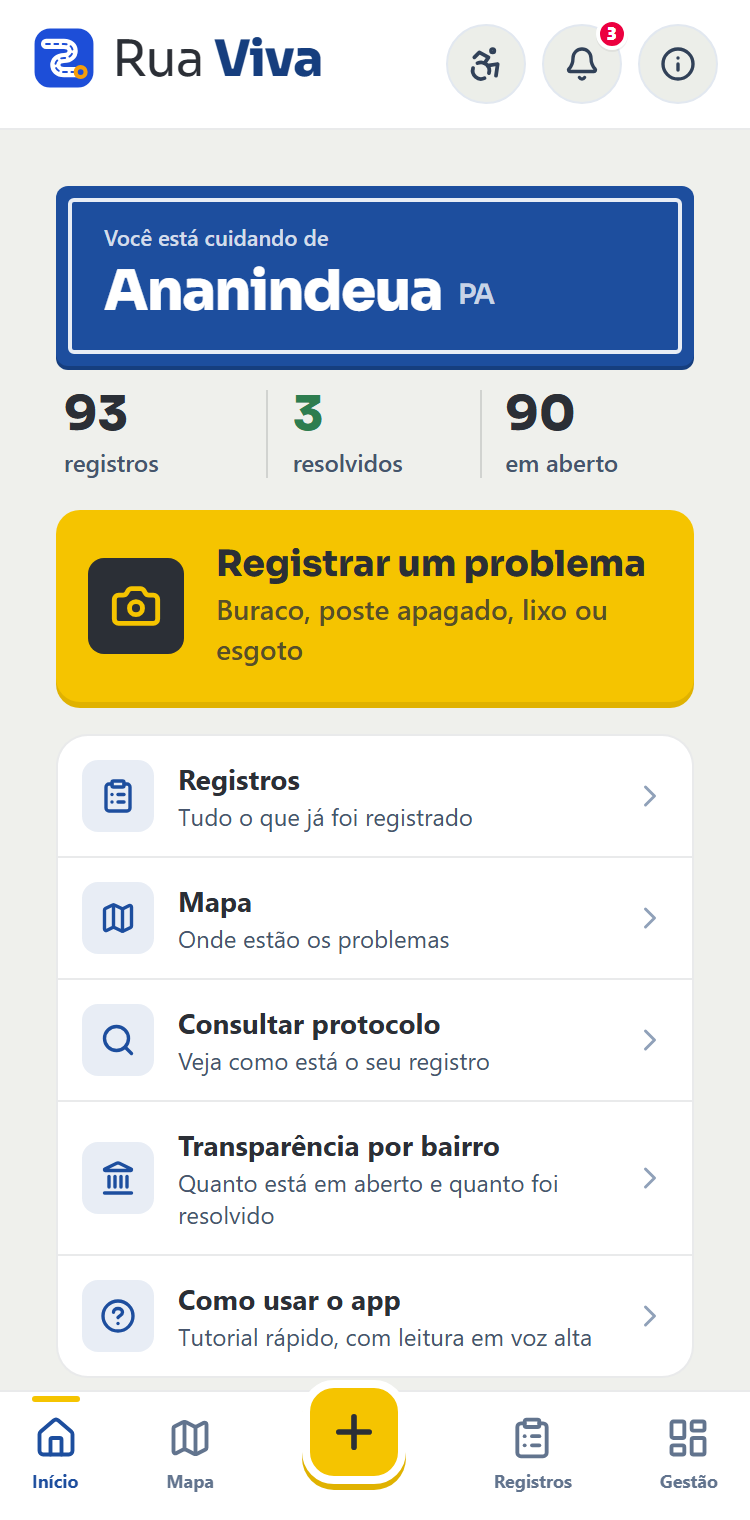 Rua Viva
3
Você está cuidando de
Ananindeua PA
93
registros
3
resolvidos
90
em aberto
Registrar um problema
Buraco, poste apagado, lixo ou
esgoto
Registros
Tudo o que já foi registrado
Mapa
Onde estão os problemas
Consultar protocolo
Veja como está o seu registro
Transparência por bairro
Quanto está em aberto e quanto foi
resolvido
Como usar o app
Tutorial rápido, com leitura em voz alta
Início
Mapa
Registros
Gestão